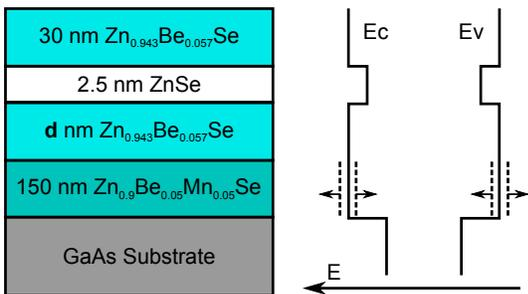 30 nm Zn₀.₉₄₃Be₀.₀₅₇Se
2.5 nm ZnSe
d nm Zn₀.₉₄₃Be₀.₀₅₇Se
150 nm Zn₀.₉Be₀.₀₅Mn₀.₀₅Se
GaAs Substrate
Ec Ev
E